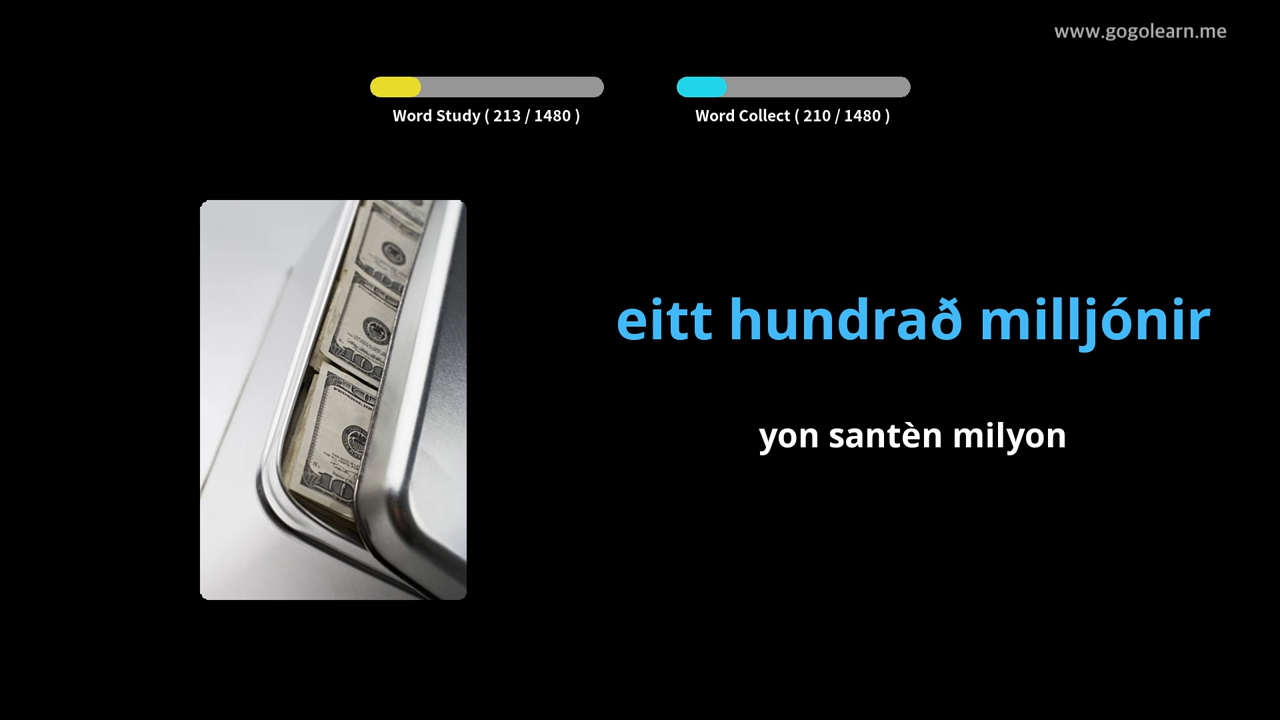 www.gogolearn.me
Word Study ( 213 / 1480 )
Word Collect ( 210 / 1480 )
eitt hundrað milljónir
yon santèn milyon